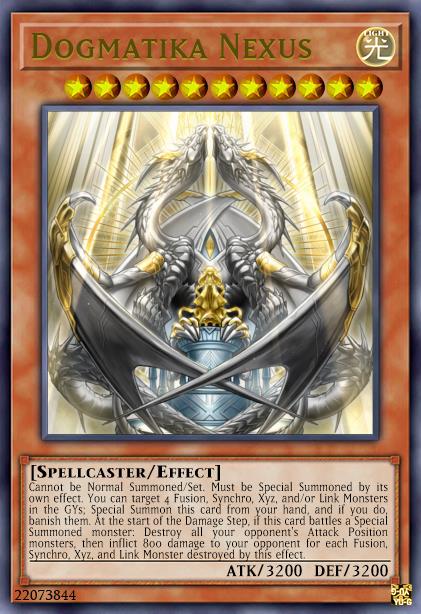 DOGMATIKA NEXUS
LIGHT
光
[SPELLCASTER/EFFECT]
Cannot be Normal Summoned/Set. Must be Special Summoned by its
own effect. You can target 4 Fusion, Synchro, Xyz, and/or Link Monsters
in the GYs; Special Summon this card from your hand, and if you do,
banish them. At the start of the Damage Step, if this card battles a Special
Summoned monster: Destroy all your opponent's Attack Position
monsters, then inflict 800 damage to your opponent for each Fusion,
Synchro, Xyz, and Link Monster destroyed by this effect.
ATK/3200 DEF/3200
22073844